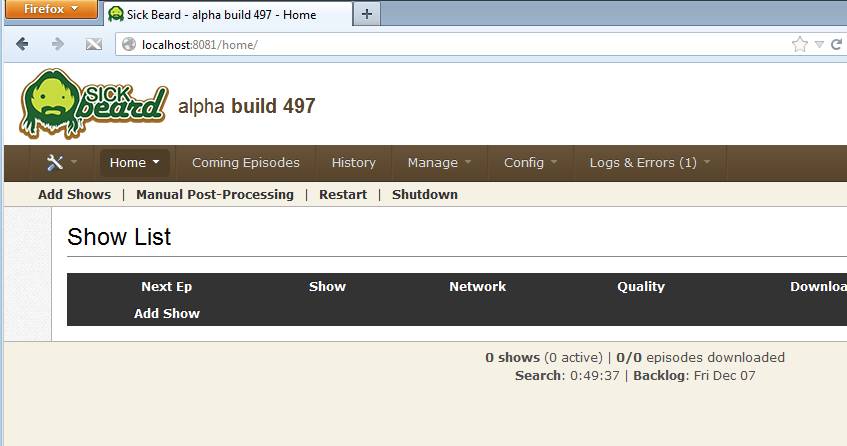 Firefox
Sick Beard - alpha build 497 - Home
localhost:8081/home/
SICK beard alpha build 497
Home Coming Episodes History Manage Config Logs & Errors (1)
Add Shows | Manual Post-Processing | Restart | Shutdown
Show List
Next Ep Show Network Quality Downloa
Add Show
0 shows (0 active) | 0/0 episodes downloaded
Search: 0:49:37 | Backlog: Fri Dec 07